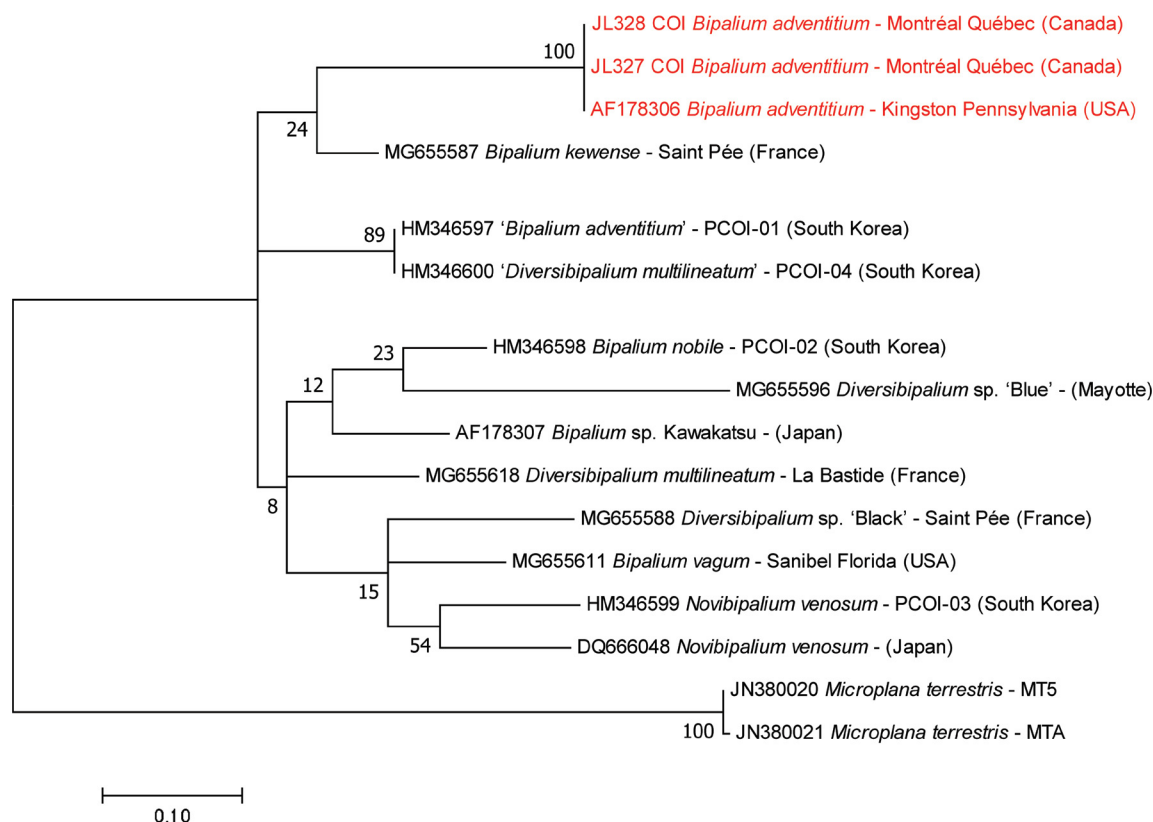 JL328 COI Bipalium adventitium - Montréal Québec (Canada)
100
JL327 COI Bipalium adventitium - Montréal Québec (Canada)
AF178306 Bipalium adventitium - Kingston Pennsylvania (USA)
24
MG655587 Bipalium kewense - Saint Pée (France)
HM346597 ‘Bipalium adventitium’ - PCOI-01 (South Korea)
89
HM346600 ‘Diversibipalium multilineatum’ - PCOI-04 (South Korea)
HM346598 Bipalium nobile - PCOI-02 (South Korea)
23
MG655596 Diversibipalium sp. ‘Blue’ - (Mayotte)
12
AF178307 Bipalium sp. Kawakatsu - (Japan)
MG655618 Diversibipalium multilineatum - La Bastide (France)
8
MG655588 Diversibipalium sp. ‘Black’ - Saint Pée (France)
MG655611 Bipalium vagum - Sanibel Florida (USA)
15
HM346599 Novibipalium venosum - PCOI-03 (South Korea)
54
DQ666048 Novibipalium venosum - (Japan)
JN380020 Microplana terrestris - MT5
100
JN380021 Microplana terrestris - MTA
0.10